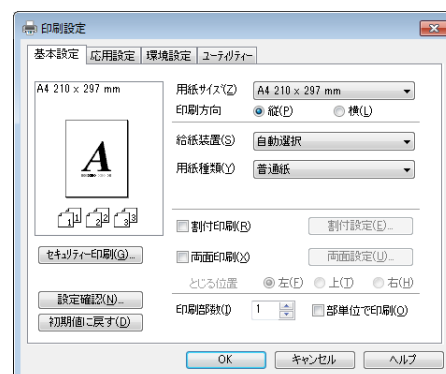 印刷設定
基本設定 応用設定 環境設定 ユーティリティー
A4 210 x 297 mm
A
1 1 2 2 3 3
セキュリティー印刷(G)...
設定確認(N)...
初期値に戻す(D)
用紙サイズ(Z) A4 210 x 297 mm
印刷方向 縦(P) 横(L)
給紙装置(S) 自動選択
用紙種類(Y) 普通紙
割付印刷(R) 割付設定(E)...
両面印刷(X) 両面設定(U)...
とじる位置 左(F) 上(T) 右(H)
印刷部数(I) 1 部単位で印刷(O)
OK キャンセル ヘルプ